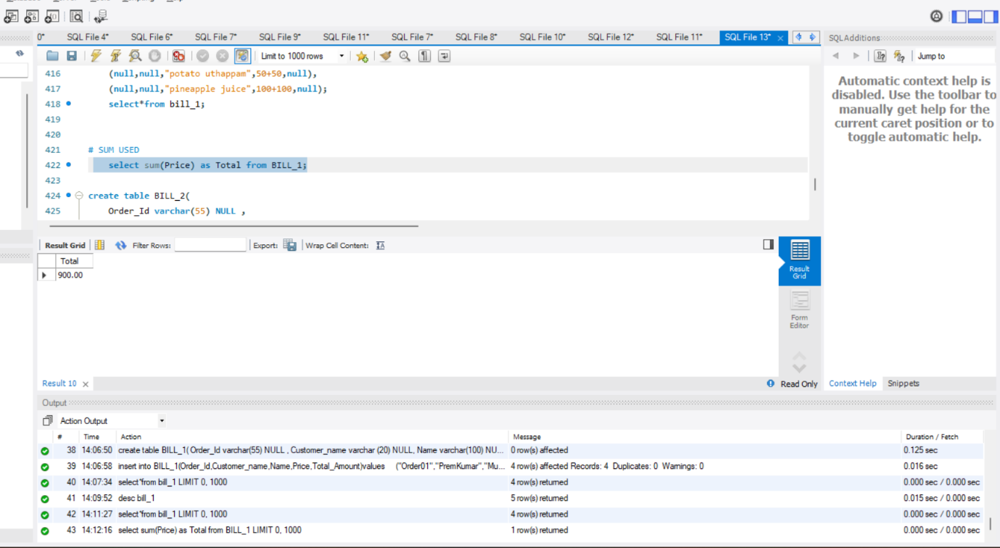 0* SQL File 4* SQL File 6* SQL File 7* SQL File 9* SQL File 11* SQL File 7* SQL File 8* SQL File 10* SQL File 12* SQL File 11* SQL File 13* ×
SQLAdditions
Limit to 1000 rows
Jump to
416 (null,null,"potato uthappam",50+50,null),
417 (null,null,"pineapple juice",100+100,null);
418 select*from bill_1;
419
420
421 # SUM USED
422 select sum(Price) as Total from BILL_1;
423
424 create table BILL_2(
425 Order_Id varchar(55) NULL ,
Automatic context help is
disabled. Use the toolbar to
manually get help for the
current caret position or to
toggle automatic help.
Result Grid Filter Rows: Export: Wrap Cell Content:
Total
900.00
Result
Grid
Form
Editor
Result 10 ×
Read Only
Context Help Snippets
Output
Action Output
# Time Action Message Duration / Fetch
38 14:06:50 create table BILL_1( Order_Id varchar(55) NULL , Customer_name varchar (20) NULL, Name varchar(100) NU... 0 row(s) affected 0.125 sec
39 14:06:58 insert into BILL_1(Order_Id,Customer_name,Name,Price,Total_Amount)values ("Order01","PremKumar","Mu... 4 row(s) affected Records: 4 Duplicates: 0 Warnings: 0 0.016 sec
40 14:07:34 select*from bill_1 LIMIT 0, 1000 4 row(s) returned 0.000 sec / 0.000 sec
41 14:09:52 desc bill_1 5 row(s) returned 0.015 sec / 0.000 sec
42 14:11:27 select*from bill_1 LIMIT 0, 1000 4 row(s) returned 0.000 sec / 0.000 sec
43 14:12:16 select sum(Price) as Total from BILL_1 LIMIT 0, 1000 1 row(s) returned 0.000 sec / 0.000 sec